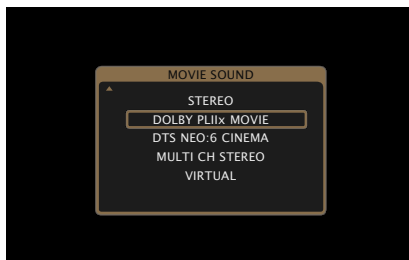 MOVIE SOUND
STEREO
DOLBY PLIIx MOVIE
DTS NEO:6 CINEMA
MULTI CH STEREO
VIRTUAL